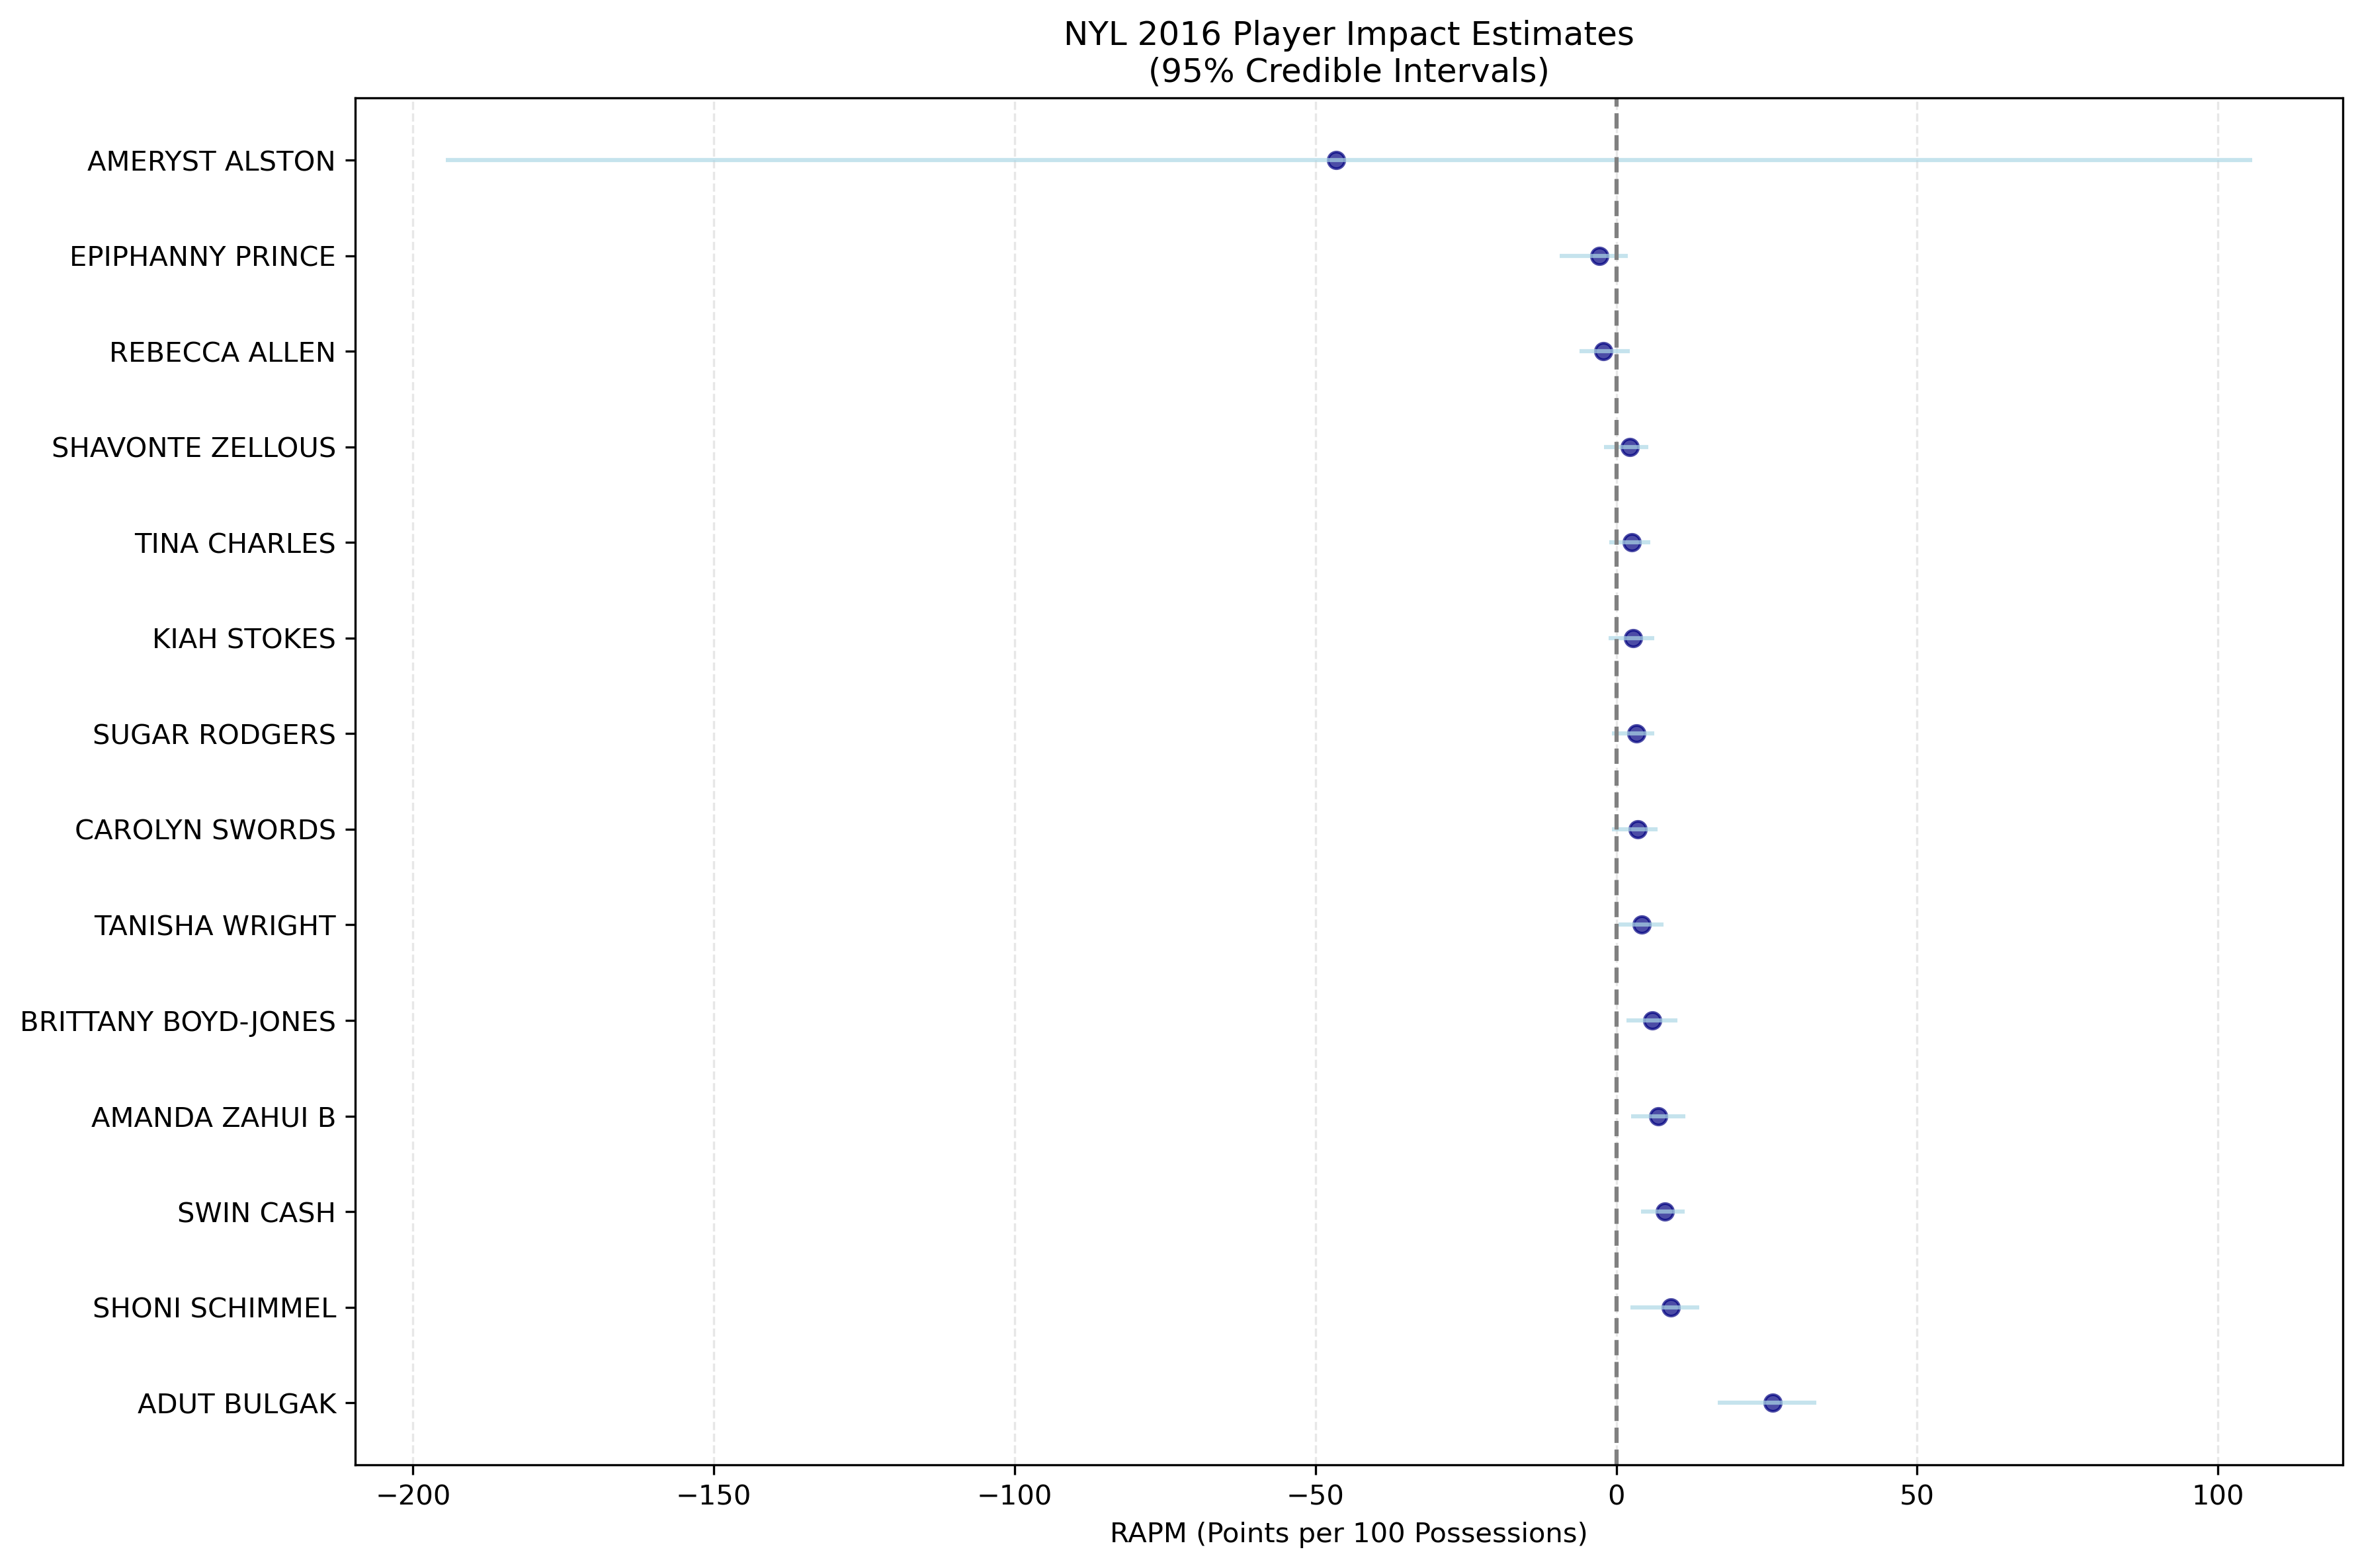 NYL 2016 Player Impact Estimates
(95% Credible Intervals)
AMERYST ALSTON
EPIPHANNY PRINCE
REBECCA ALLEN
SHAVONTE ZELLOUS
TINA CHARLES
KIAH STOKES
SUGAR RODGERS
CAROLYN SWORDS
TANISHA WRIGHT
BRITTANY BOYD-JONES
AMANDA ZAHUI B
SWIN CASH
SHONI SCHIMMEL
ADUT BULGAK
−200 −150 −100 −50 0 50 100
RAPM (Points per 100 Possessions)